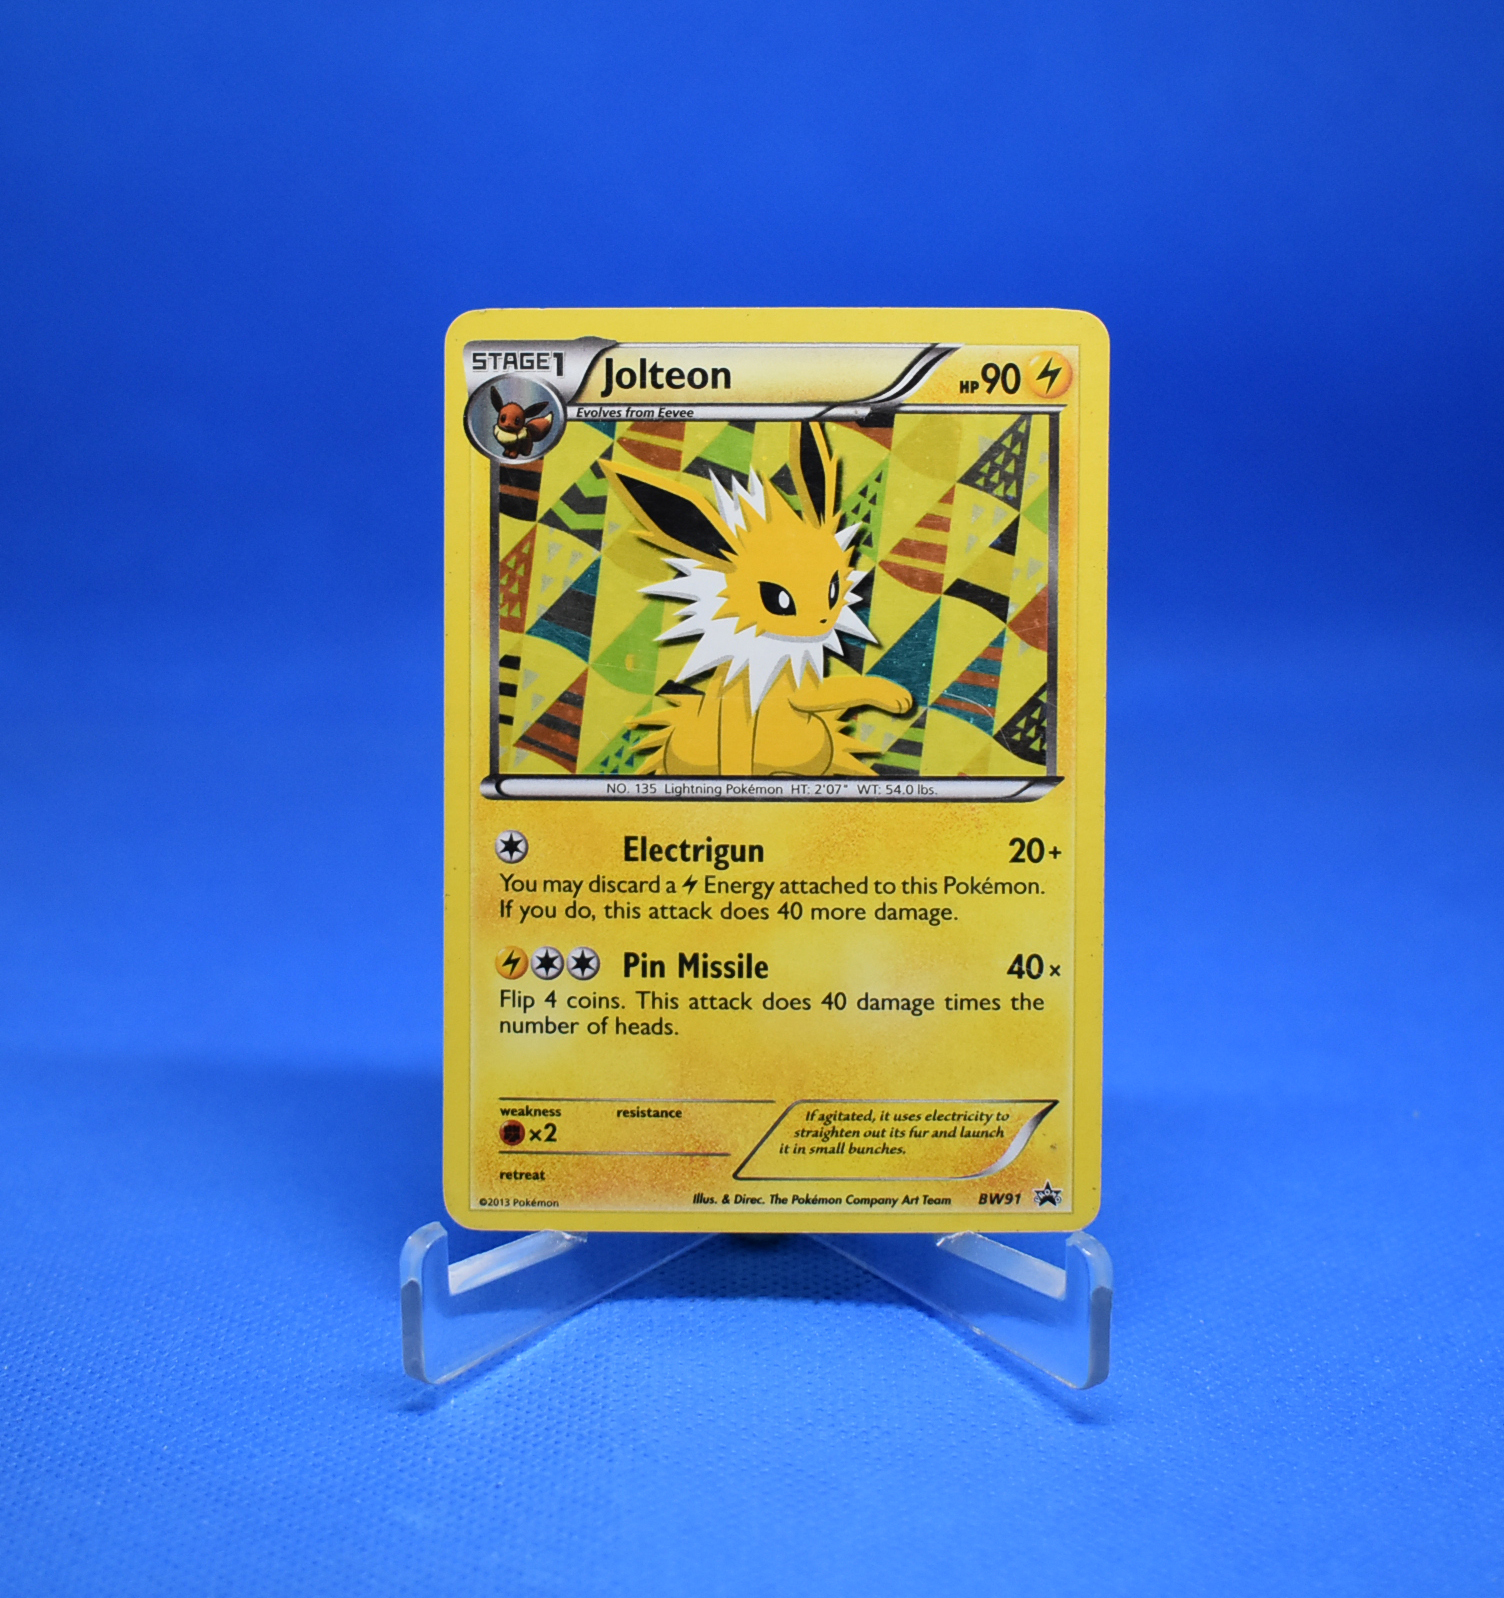 STAGE1 Jolteon HP 90
Evolves from Eevee
NO. 135 Lightning Pokémon HT: 2'07" WT: 54.0 lbs.
Electrigun 20+
You may discard a Energy attached to this Pokémon.
If you do, this attack does 40 more damage.
Pin Missile 40×
Flip 4 coins. This attack does 40 damage times the
number of heads.
weakness resistance
×2
retreat
If agitated, it uses electricity to
straighten out its fur and launch
it in small bunches.
©2013 Pokémon Illus. & Direc. The Pokémon Company Art Team BW91